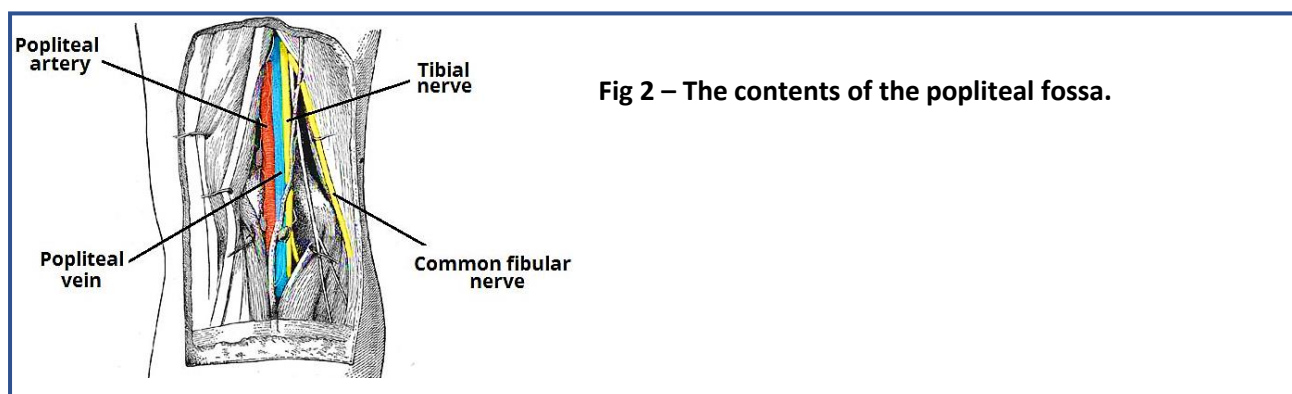 Popliteal
artery
Tibial
nerve
Fig 2 – The contents of the popliteal fossa.
Popliteal
vein
Common fibular
nerve